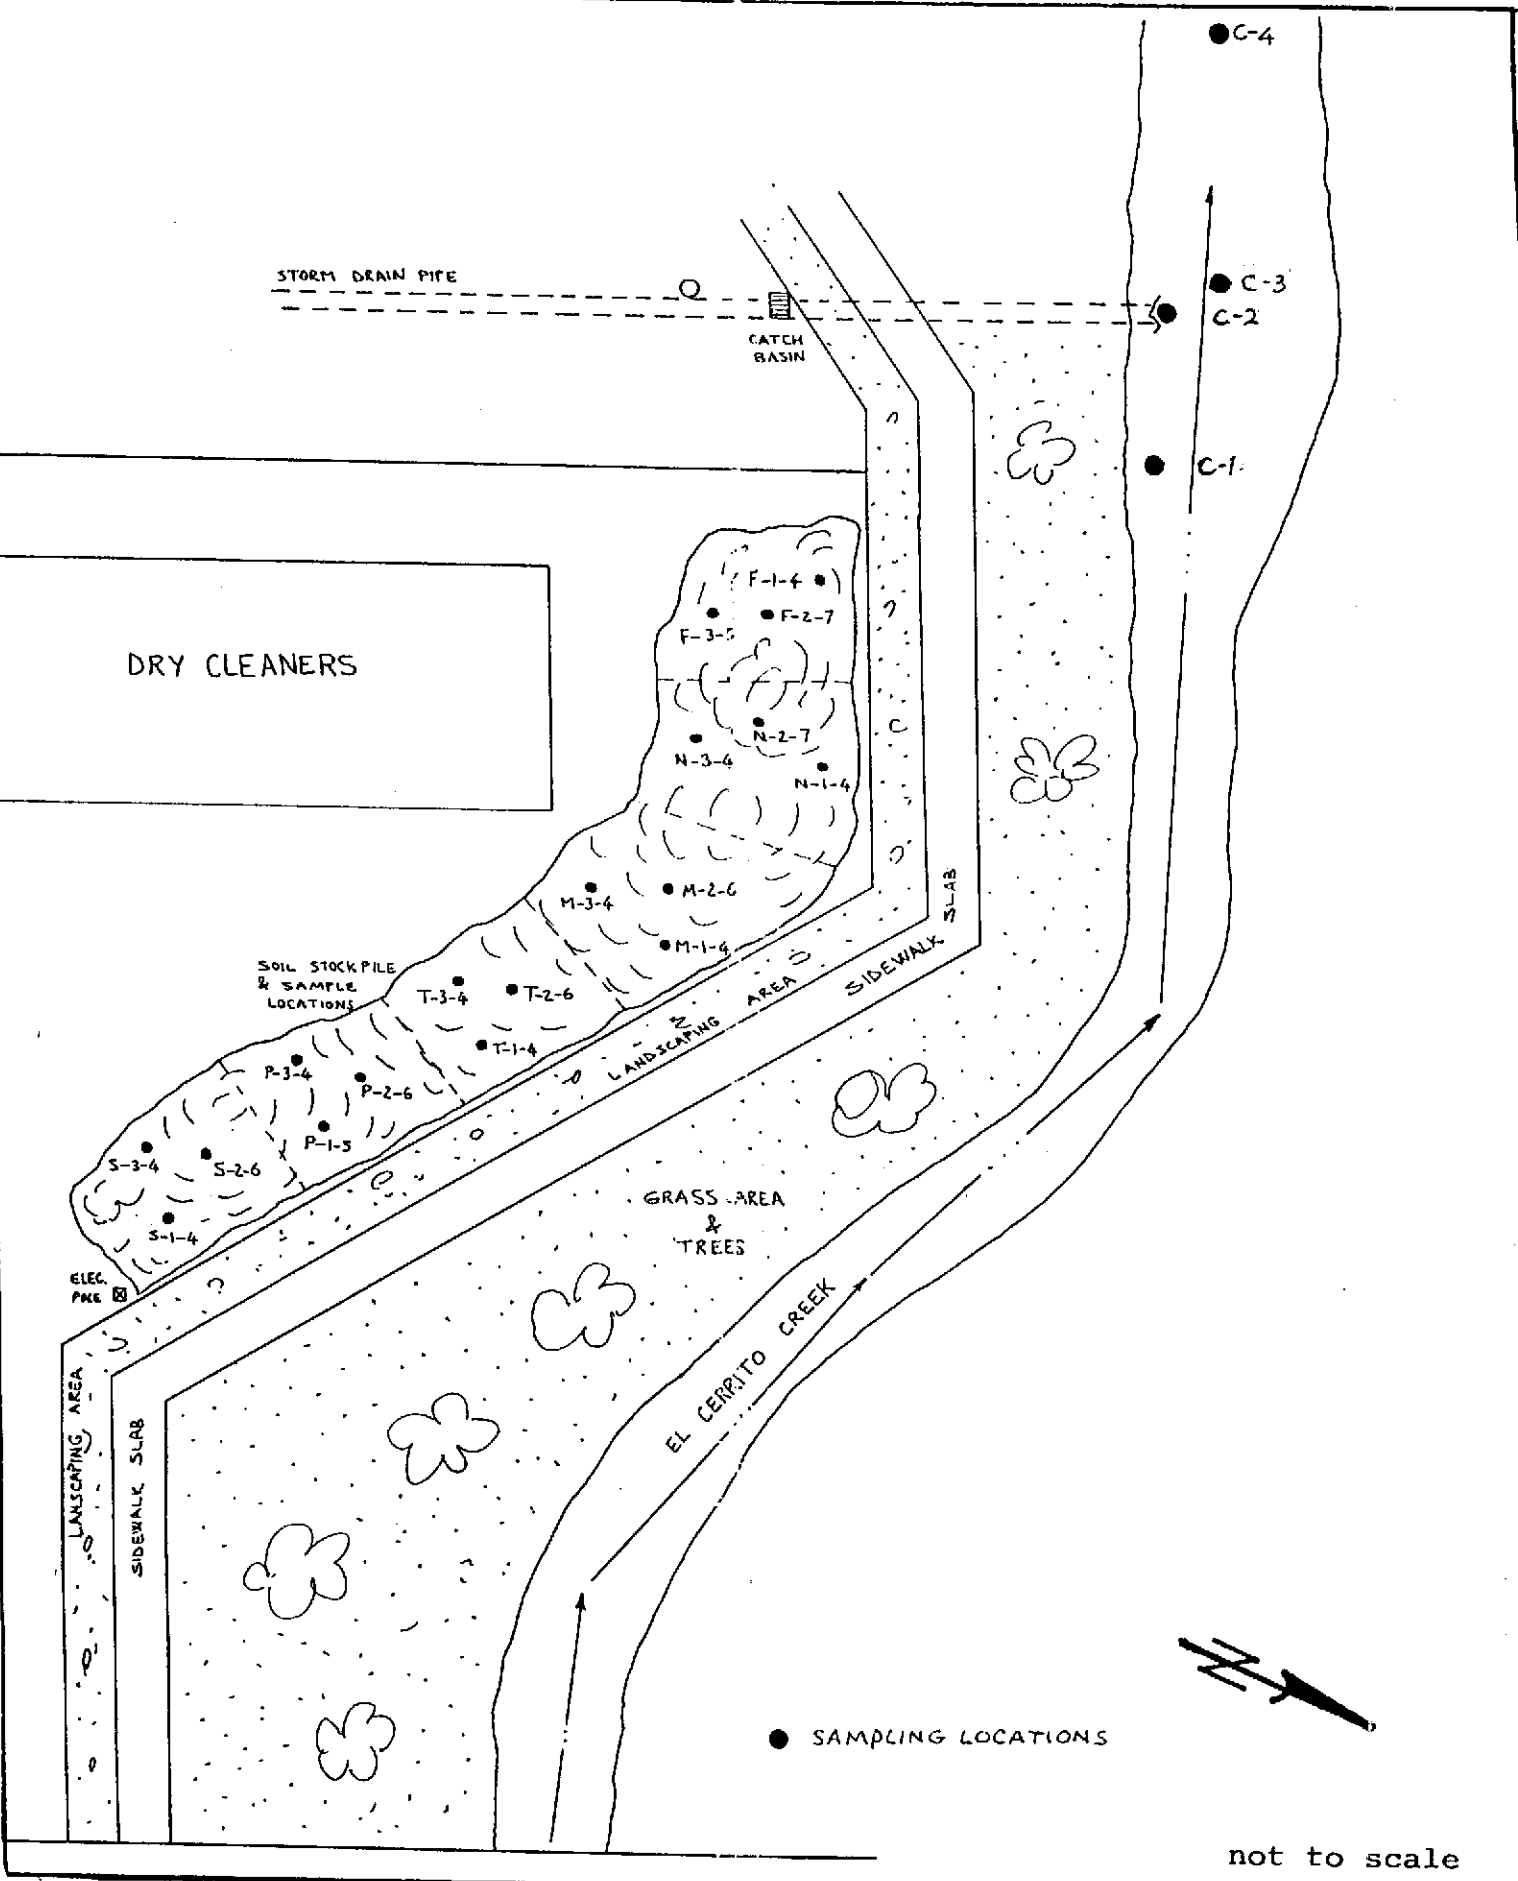 C-4
STORM DRAIN PIPE
C-3
C-2
CATCH
BASIN
C-1
F-1-4
F-2-7
F-3-5
DRY CLEANERS
N-2-7
N-3-4
N-1-4
M-3-4
M-2-6
M-1-4
SLAB
SIDEWALK
SOIL STOCKPILE
& SAMPLE
LOCATIONS
T-3-4
T-2-6
T-1-4
LANDSCAPING AREA
P-3-4
P-2-6
P-1-5
S-3-4
S-2-6
S-1-4
GRASS AREA
&
TREES
ELEC.
EL CERRITO CREEK
LANSCAPING AREA
SIDEWALK SLAB
N
SAMPLING LOCATIONS
not to scale